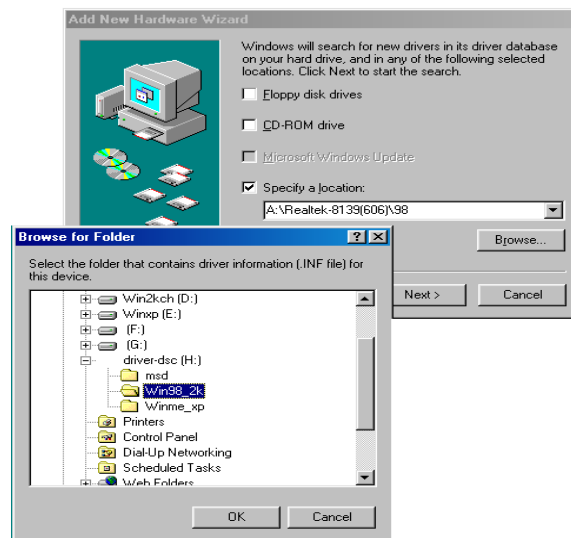 Add New Hardware Wizard
Windows will search for new drivers in its driver database
on your hard drive, and in any of the following selected
locations. Click Next to start the search.
Floppy disk drives
CD-ROM drive
Microsoft Windows Update
Specify a location:
A:\Realtek-8139(606)\98
Browse...
Next >
Cancel
Browse for Folder
Select the folder that contains driver information (.INF file) for
this device.
Win2kch (D:)
Winxp (E:)
(F:)
(G:)
driver-dsc (H:)
msd
Win98_2k
Winme_xp
Printers
Control Panel
Dial-Up Networking
Scheduled Tasks
Web Folders
OK
Cancel